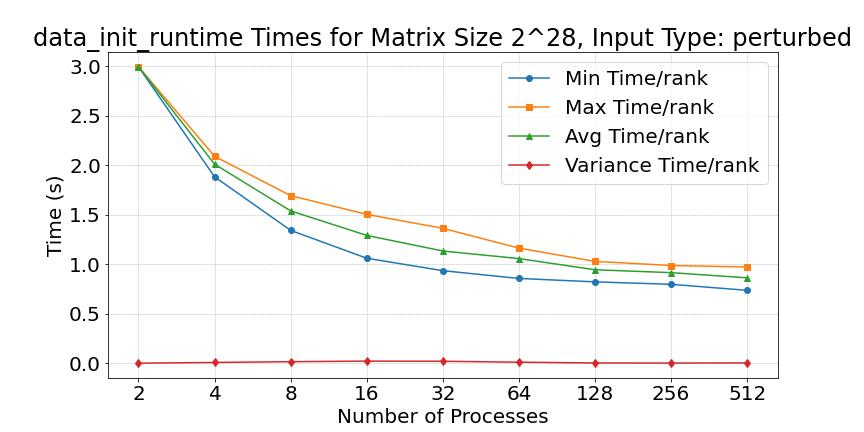 data_init_runtime Times for Matrix Size 2^28, Input Type: perturbed
Min Time/rank
Max Time/rank
Avg Time/rank
Variance Time/rank
Time (s)
3.0
2.5
2.0
1.5
1.0
0.5
0.0
2 4 8 16 32 64 128 256 512
Number of Processes